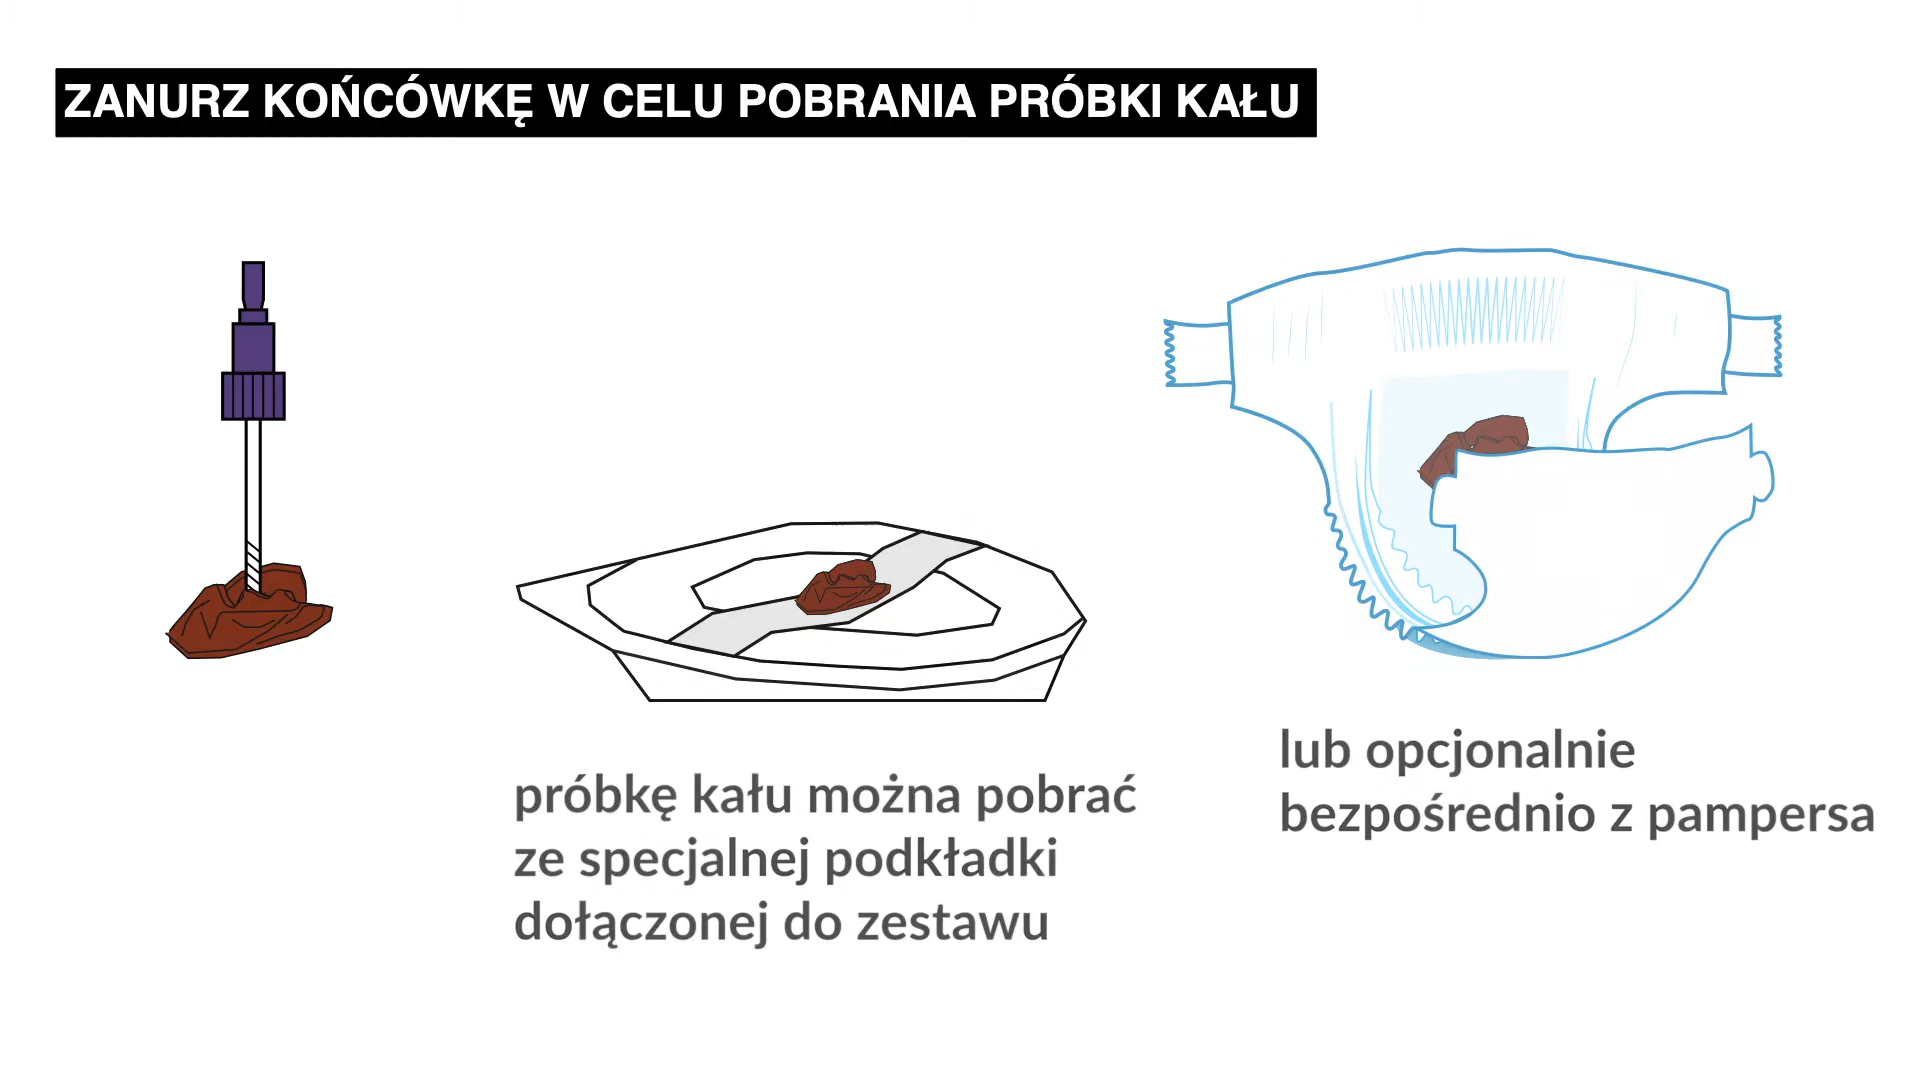 ZANURZ KOŃCÓWKĘ W CELU POBRANIA PRÓBKI KAŁU
próbkę kału można pobrać
ze specjalnej podkładki
dołączonej do zestawu
lub opcjonalnie
bezpośrednio z pampersa